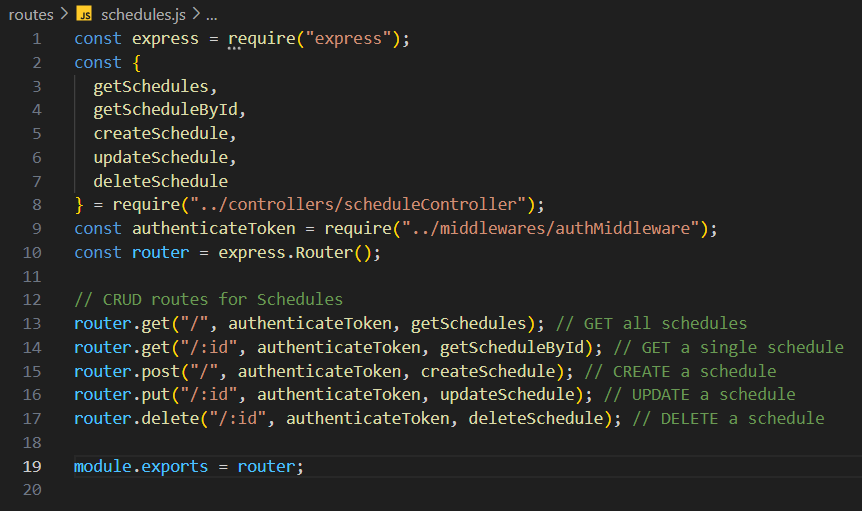 routes > JS schedules.js > ...
1 const express = require("express");
2 const {
3   getSchedules,
4   getScheduleById,
5   createSchedule,
6   updateSchedule,
7   deleteSchedule
8 } = require("../controllers/scheduleController");
9 const authenticateToken = require("../middlewares/authMiddleware");
10 const router = express.Router();
11
12 // CRUD routes for Schedules
13 router.get("/", authenticateToken, getSchedules); // GET all schedules
14 router.get("/:id", authenticateToken, getScheduleById); // GET a single schedule
15 router.post("/", authenticateToken, createSchedule); // CREATE a schedule
16 router.put("/:id", authenticateToken, updateSchedule); // UPDATE a schedule
17 router.delete("/:id", authenticateToken, deleteSchedule); // DELETE a schedule
18
19 module.exports = router;
20